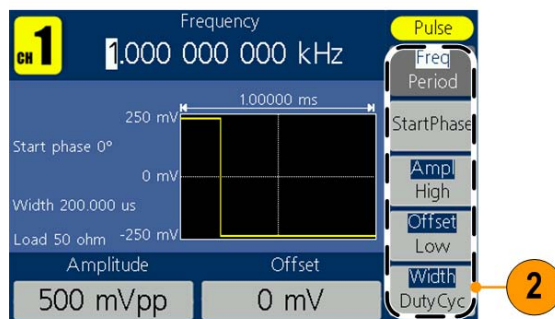 CH 1
Frequency
1.000 000 000 kHz
Pulse
Freq
Period
StartPhase
Ampl
High
Offset
Low
Width
DutyCyc
1.00000 ms
250 mV
Start phase 0°
0 mV
Width 200.000 us
Load 50 ohm
-250 mV
Amplitude
Offset
500 mVpp
0 mV
2